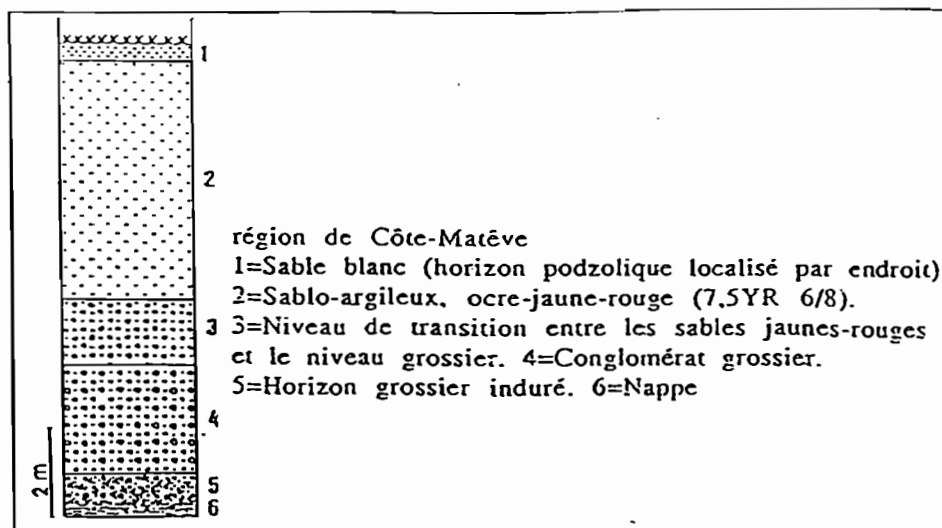 1
2
3
4
5
6
2 m
région de Côte-Matève
1=Sable blanc (horizon podzolique localisé par endroit)
2=Sablo-argileux, ocre-jaune-rouge (7,5YR 6/8).
3=Niveau de transition entre les sables jaunes-rouges
et le niveau grossier. 4=Conglomérat grossier.
5=Horizon grossier induré. 6=Nappe